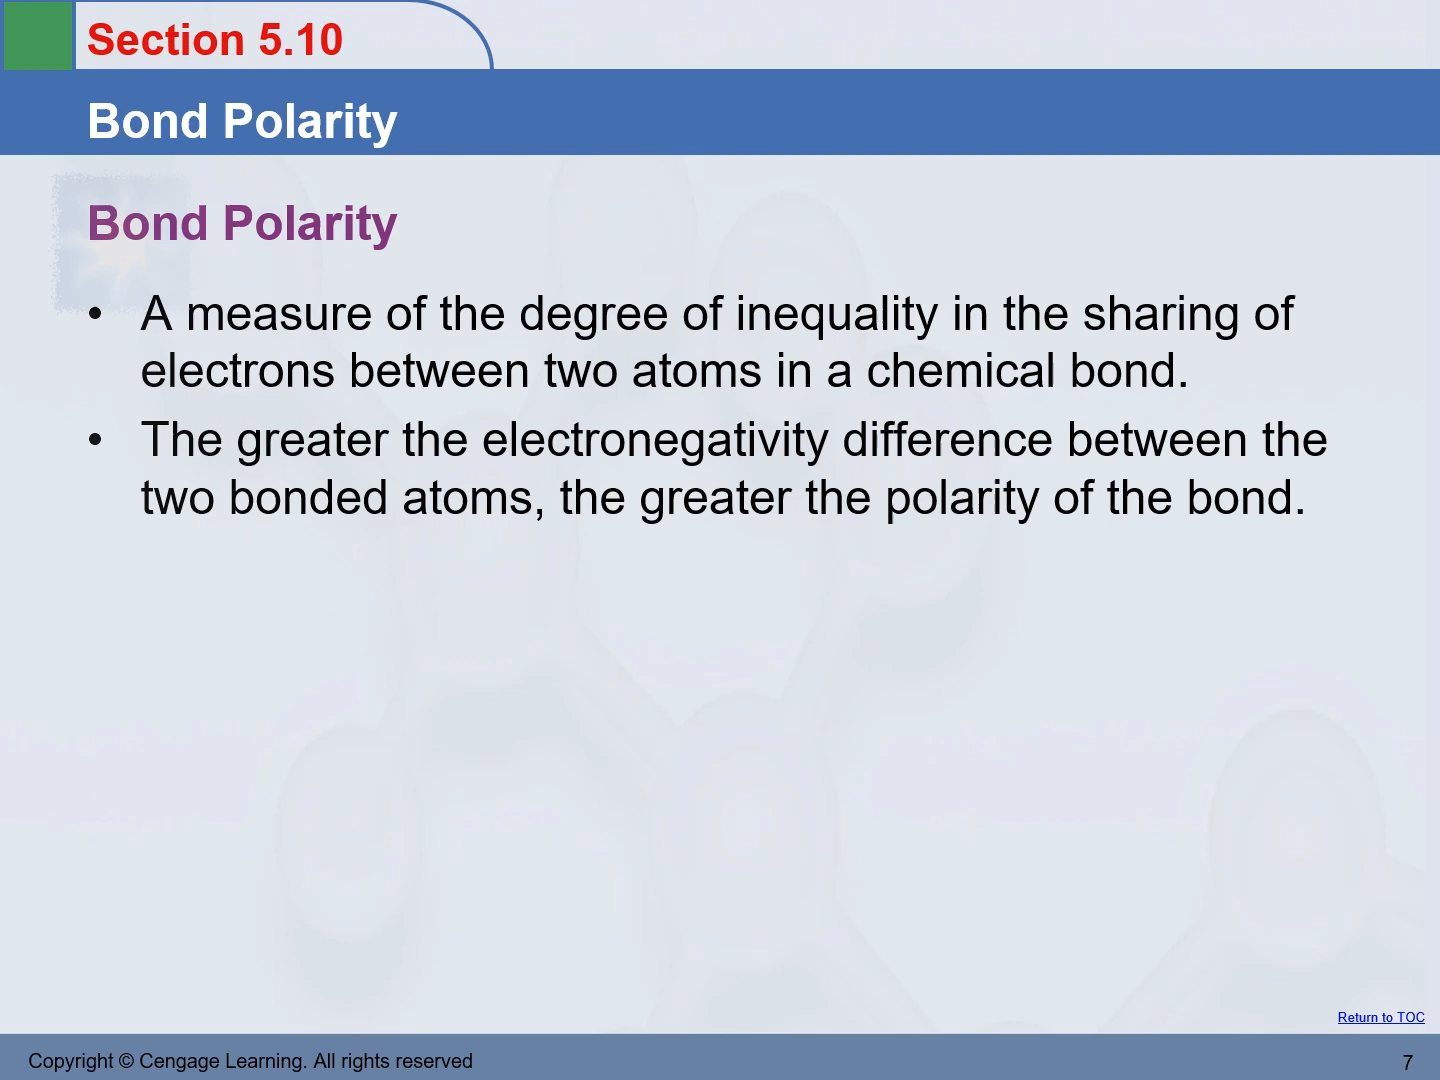 Section 5.10
Bond Polarity
Bond Polarity
• A measure of the degree of inequality in the sharing of
electrons between two atoms in a chemical bond.
• The greater the electronegativity difference between the
two bonded atoms, the greater the polarity of the bond.
Return to TOC
Copyright © Cengage Learning. All rights reserved
7